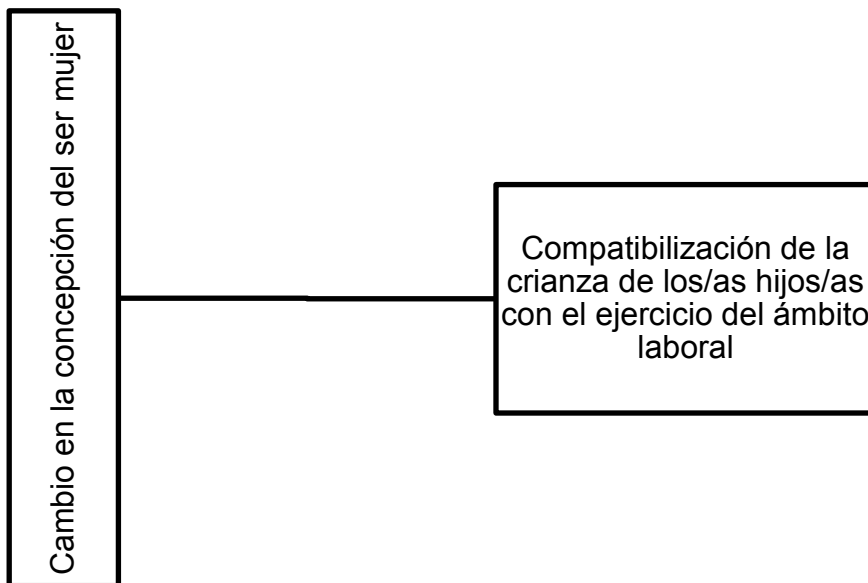 Cambio en la concepción del ser mujer
Compatibilización de la
crianza de los/as hijos/as
con el ejercicio del ámbito
laboral